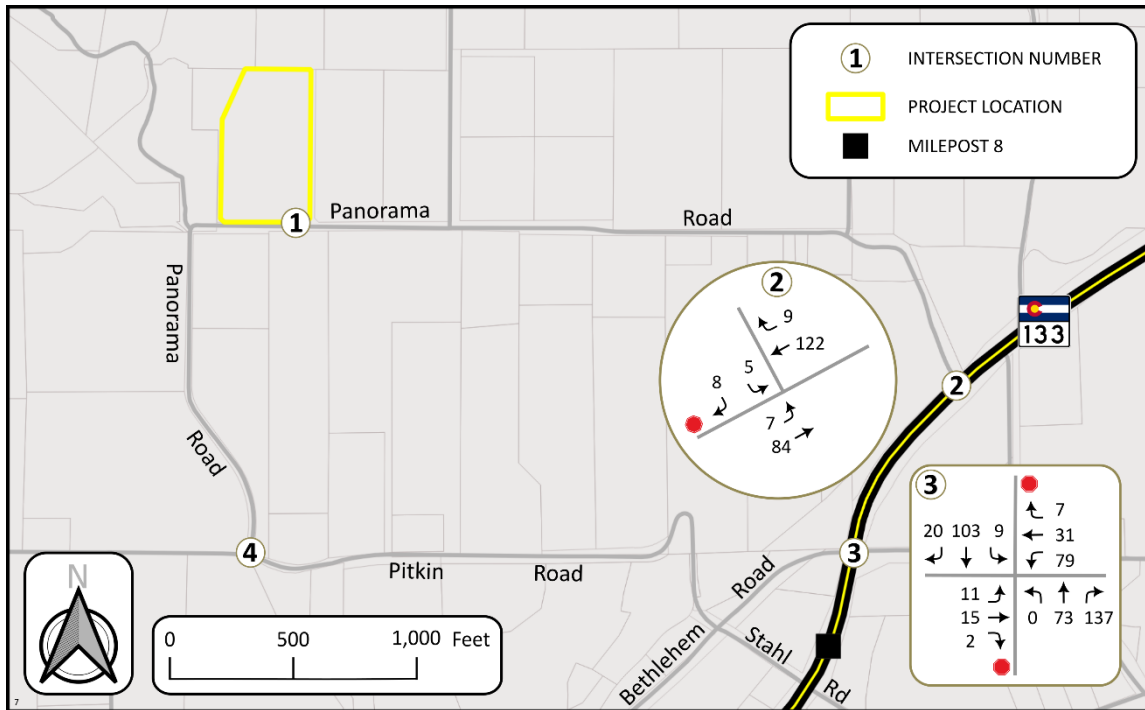 1 INTERSECTION NUMBER
PROJECT LOCATION
MILEPOST 8
1
Panorama
Road
Panorama
Road
2
9
122
5
8
7
84
133
2
3
20 103 9
7
31
79
11
15
2
0 73 137
3
4
Pitkin
Road
Bethlehem
Road
Stahl
Rd
N
0 500 1,000 Feet
7